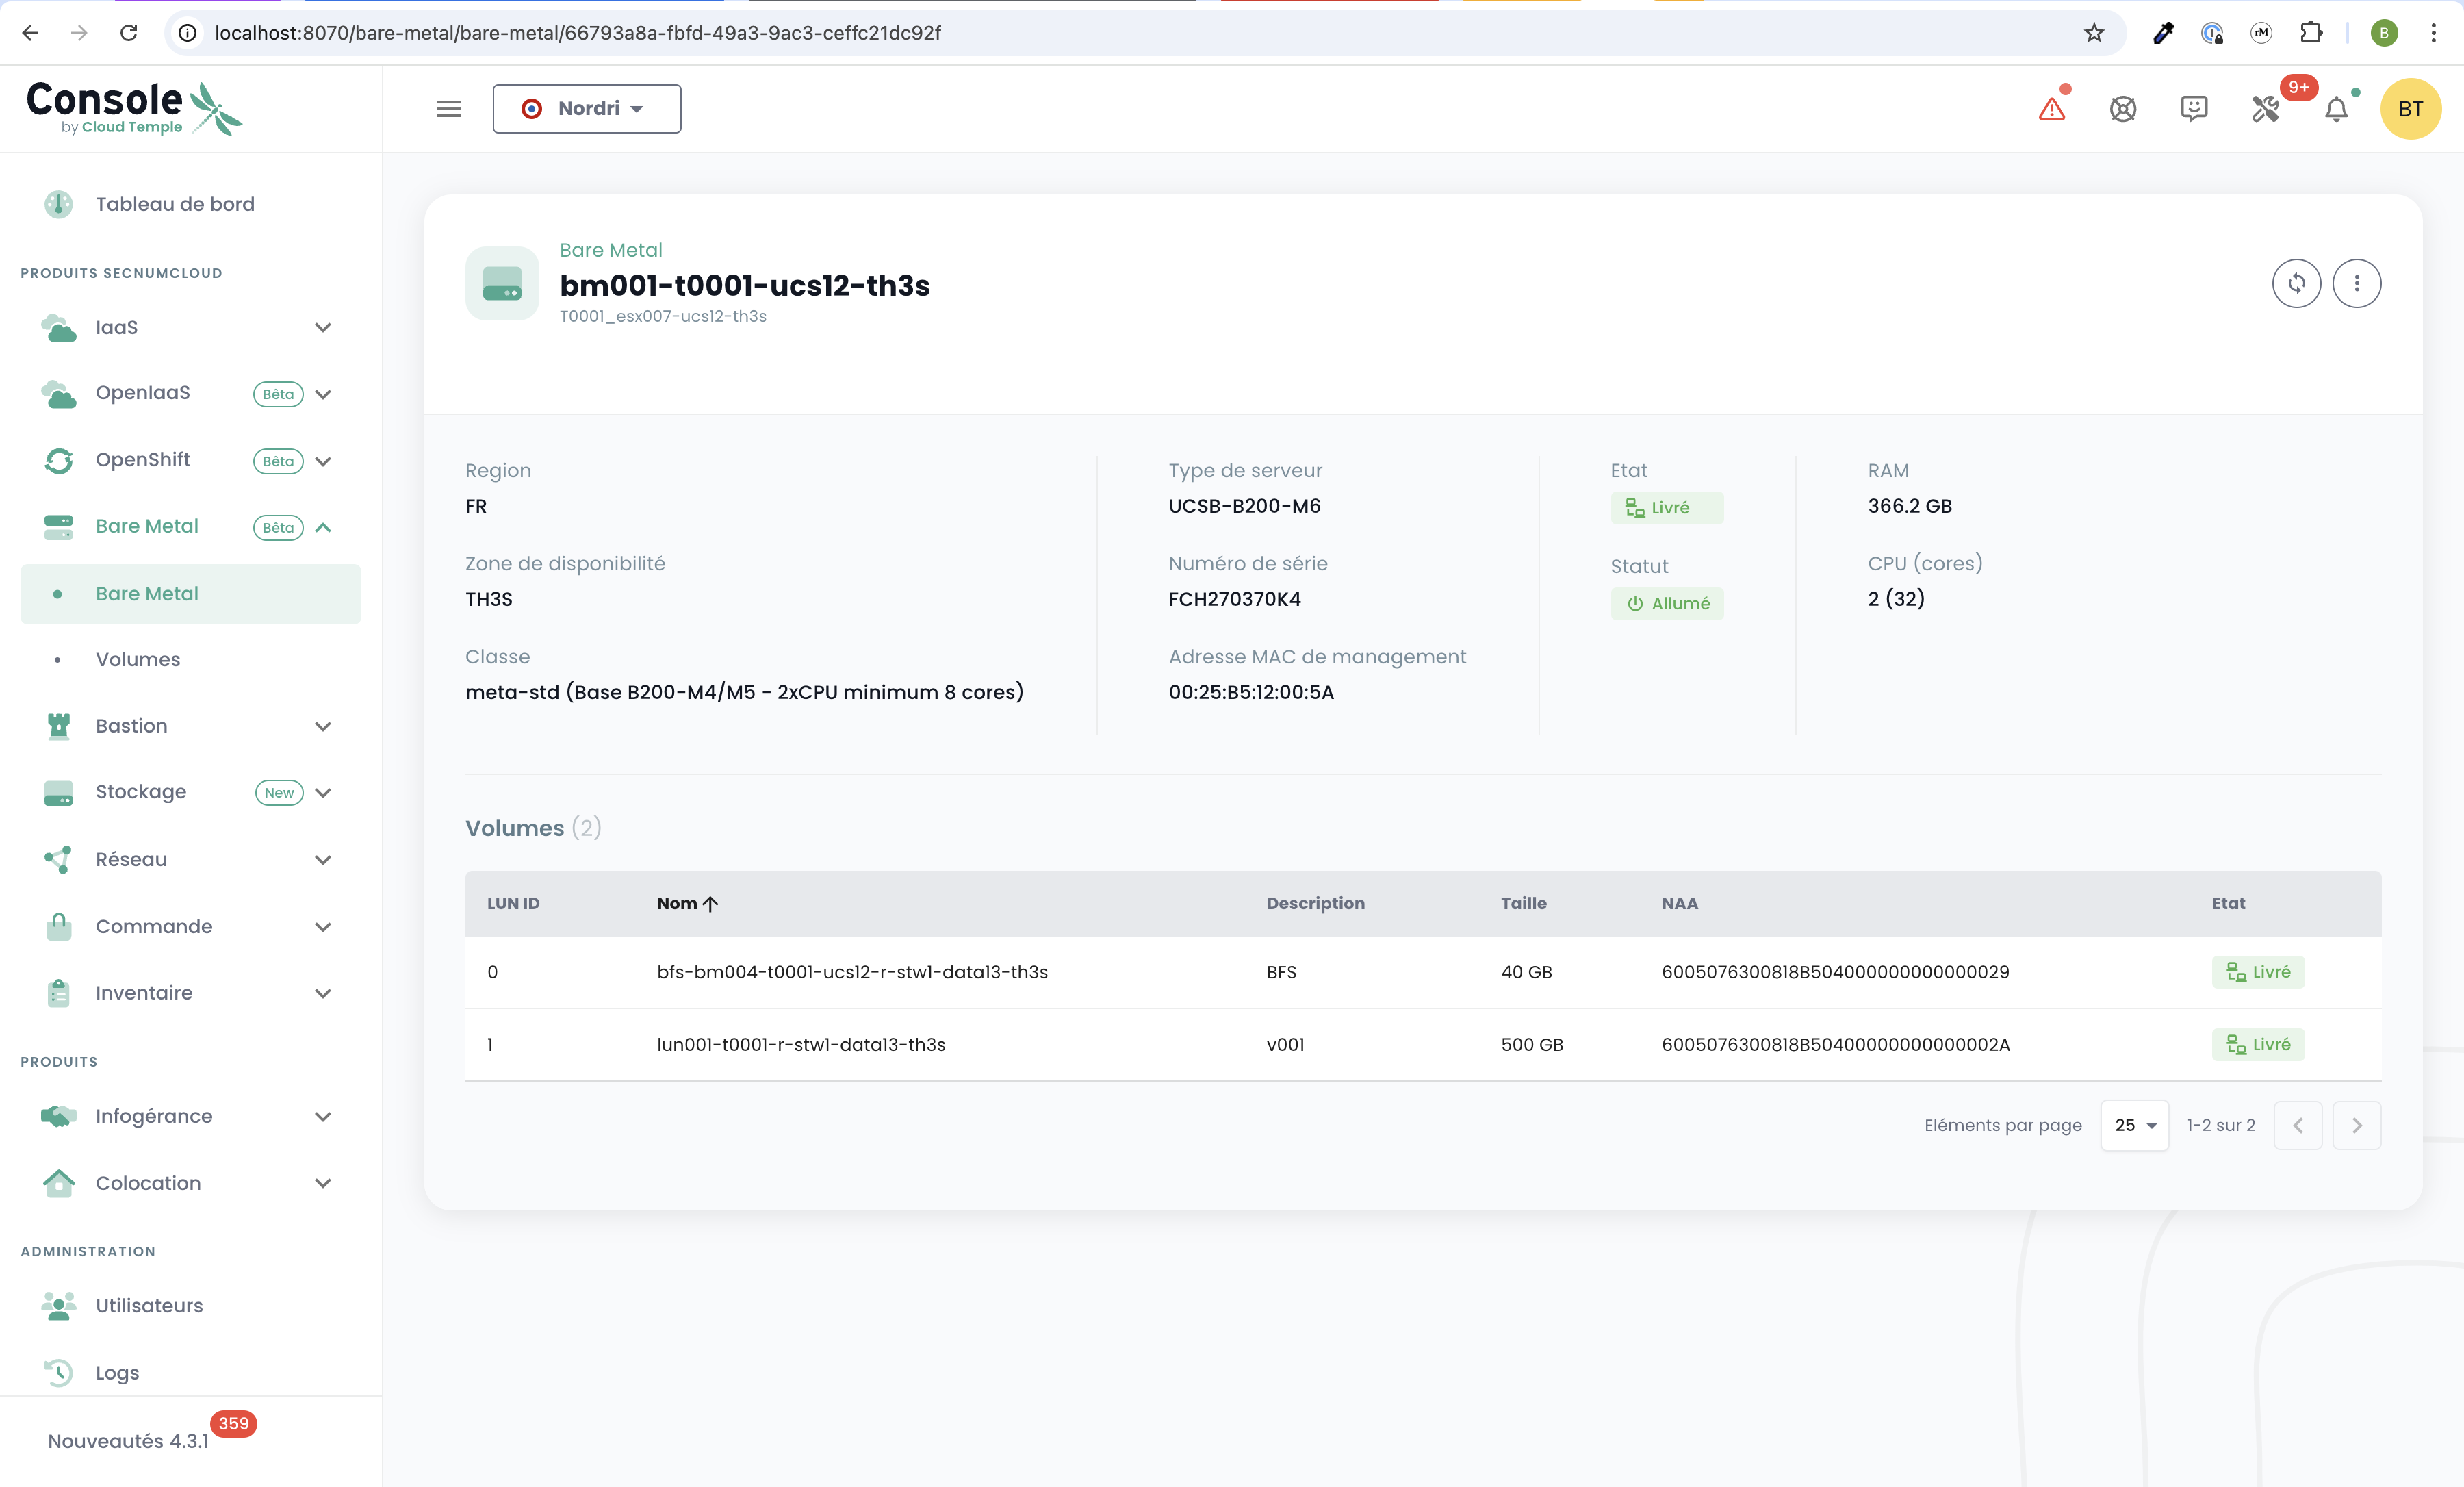 localhost:8070/bare-metal/bare-metal/66793a8a-fbfd-49a3-9ac3-ceffc21dc92f
rM
B
Console
by Cloud Temple
Nordri
9+
BT
Tableau de bord
PRODUITS SECNUMCLOUD
IaaS
OpenIaaS
Bêta
OpenShift
Bêta
Bare Metal
Bêta
Bare Metal
Volumes
Bastion
Stockage
New
Réseau
Commande
Inventaire
PRODUITS
Infogérance
Colocation
ADMINISTRATION
Utilisateurs
Logs
Nouveautés 4.3.1
359
Bare Metal
bm001-t0001-ucs12-th3s
T0001_esx007-ucs12-th3s
Region
FR
Zone de disponibilité
TH3S
Classe
meta-std (Base B200-M4/M5 - 2xCPU minimum 8 cores)
Type de serveur
UCSB-B200-M6
Numéro de série
FCH270370K4
Adresse MAC de management
00:25:B5:12:00:5A
Etat
Livré
Statut
Allumé
RAM
366.2 GB
CPU (cores)
2 (32)
Volumes (2)
LUN ID Nom Description Taille NAA Etat
0 bfs-bm004-t0001-ucs12-r-stw1-data13-th3s BFS 40 GB 6005076300818B504000000000000029 Livré
1 lun001-t0001-r-stw1-data13-th3s v001 500 GB 6005076300818B50400000000000002A Livré
Eléments par page 25 1-2 sur 2